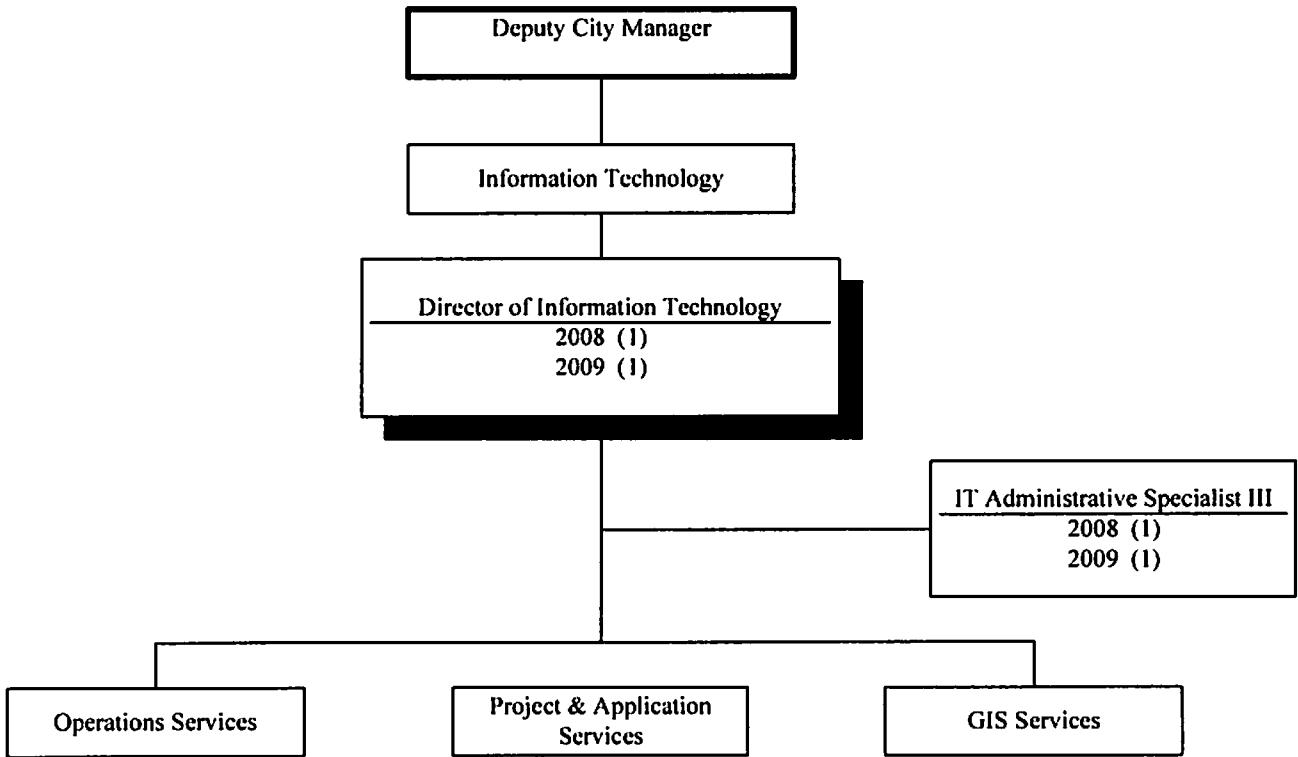 Deputy City Manager
Information Technology
Director of Information Technology
2008 (1)
2009 (1)
IT Administrative Specialist III
2008 (1)
2009 (1)
Operations Services
Project & Application
Services
GIS Services